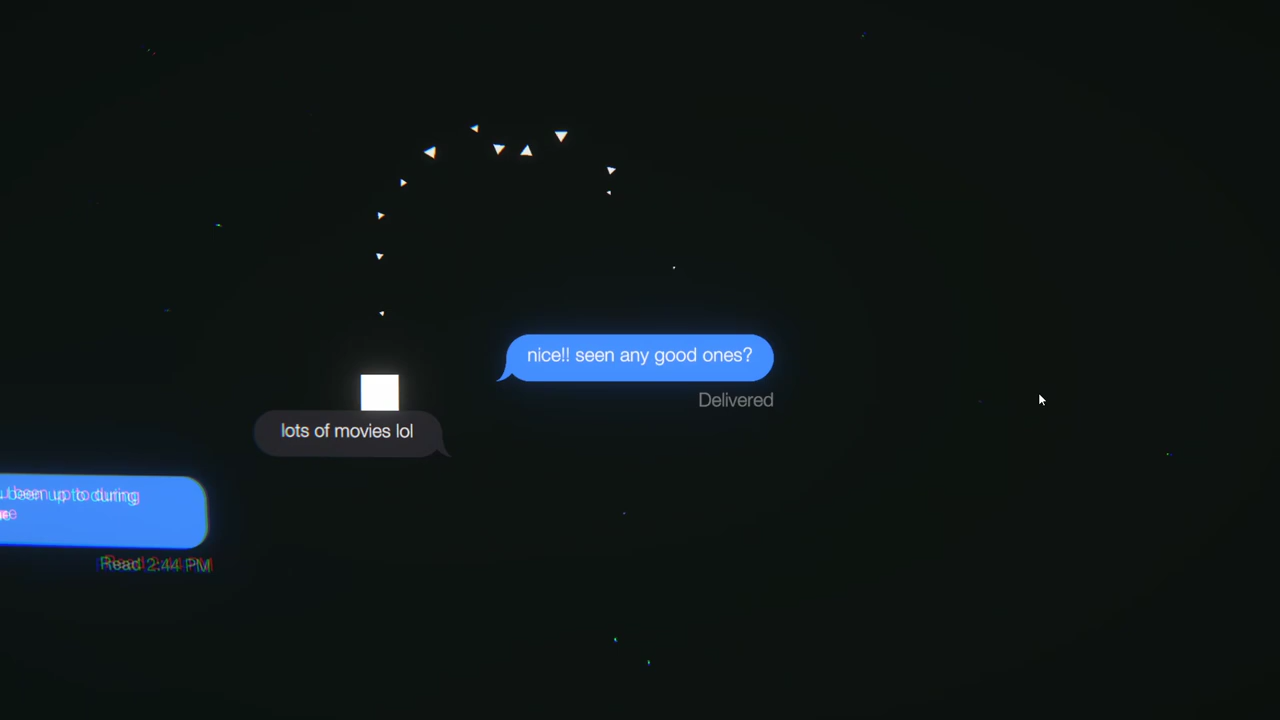 nice!! seen any good ones?
Delivered
lots of movies lol
been up to during
Read 2:44 PM